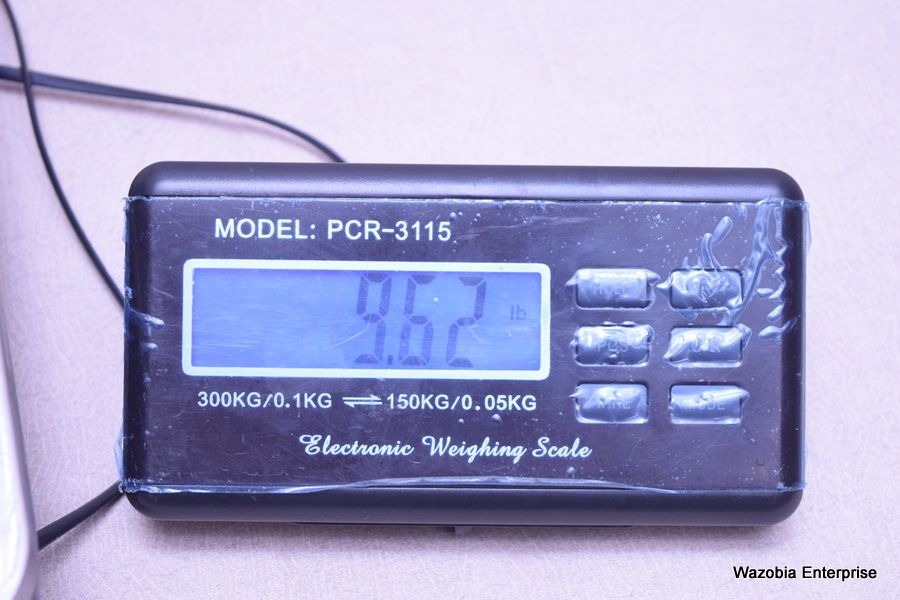 MODEL: PCR-3115
9.62 lb
300KG/0.1KG ⇌ 150KG/0.05KG
Electronic Weighing Scale
Wazobia Enterprise